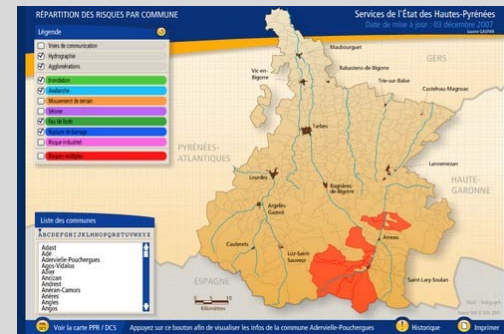 RÉPARTITION DES RISQUES PAR COMMUNE
Services de l'État des Hautes-Pyrénées
Date de mise à jour : 03 décembre 2007
Source GASPAR
Légende
Voies de communication
Hydrographie
Agglomérations
Inondation
Avalanche
Mouvement de terrain
Séisme
Feu de forêt
Rupture de barrage
Risque industriel
Risques multiples
GERS
Maubourguet
Vic-en-Bigorre
Rabastens-de-Bigorre
Trie-sur-Baïse
Castelnau-Magnoac
Tarbes
PYRÉNÉES-ATLANTIQUES
Lannemezan
HAUTE-GARONNE
Lourdes
Bagnères-de-Bigorre
Argelès-Gazost
Arreau
Cauterets
Luz-Saint-Sauveur
Saint-Lary-Soulan
ESPAGNE
Kilomètres
Liste des communes
ABCDEFGHIJKLMNOPQRSTUVWXYZ
Adast
Adé
Adervielle-Pouchergues
Agos-Vidalos
Allier
Ancizan
Andrest
Anéran-Camors
Anères
Angles
Angos
Voir la carte PPR / DCS
Appuyez sur ce bouton afin de visualiser les infos de la commune Adervielle-Pouchergues
Historique
Imprimer